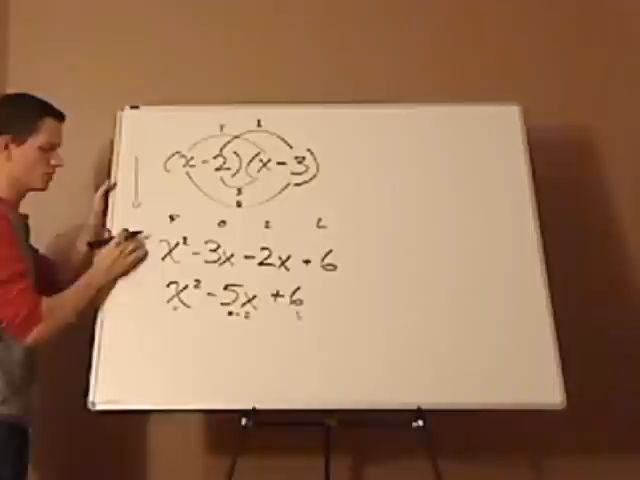 F L
(x - 2)(x - 3)
F O I L
x² - 3x - 2x + 6
x² - 5x + 6